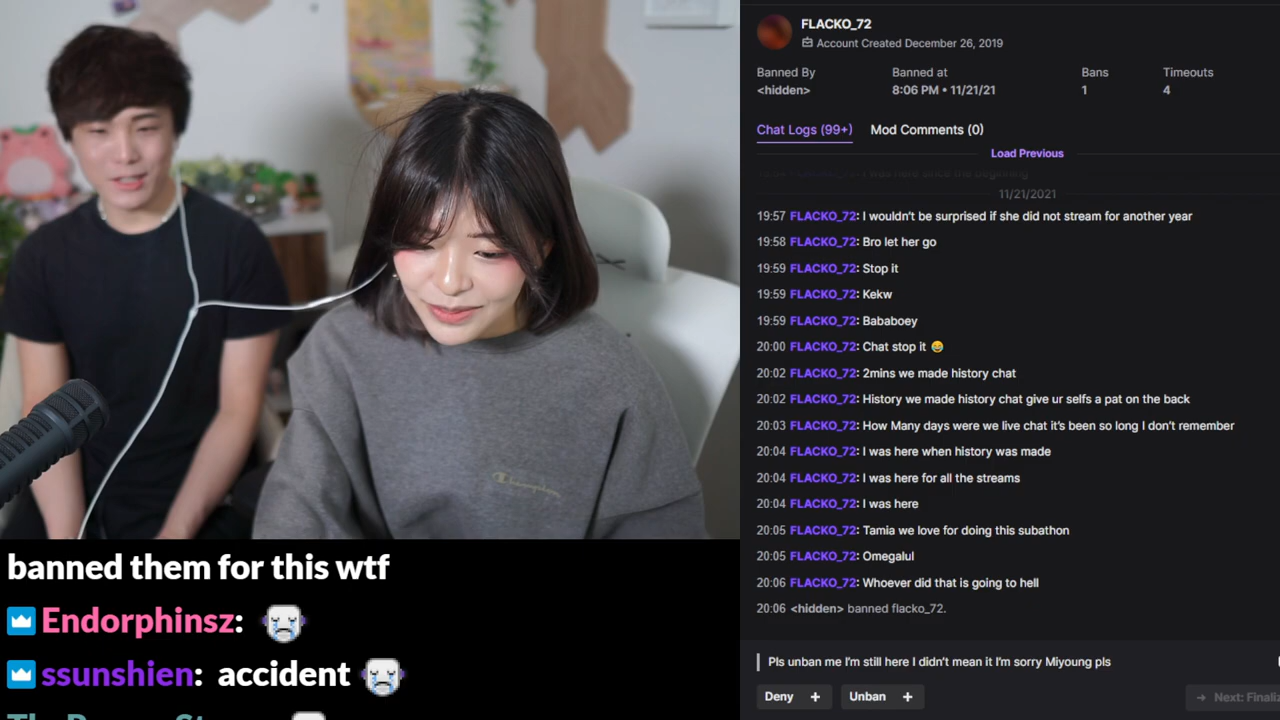 FLACKO_72
Account Created December 26, 2019
Banned By Banned at Bans Timeouts
<hidden> 8:06 PM • 11/21/21 1 4
Chat Logs (99+) Mod Comments (0)
Load Previous
I was here since the beginning
11/21/2021
19:57 FLACKO_72: I wouldn't be surprised if she did not stream for another year
19:58 FLACKO_72: Bro let her go
19:59 FLACKO_72: Stop it
19:59 FLACKO_72: Kekw
19:59 FLACKO_72: Bababoey
20:00 FLACKO_72: Chat stop it 😂
20:02 FLACKO_72: 2mins we made history chat
20:02 FLACKO_72: History we made history chat give ur selfs a pat on the back
20:03 FLACKO_72: How Many days were we live chat it's been so long I don't remember
20:04 FLACKO_72: I was here when history was made
20:04 FLACKO_72: I was here for all the streams
20:04 FLACKO_72: I was here
20:05 FLACKO_72: Tamia we love for doing this subathon
20:05 FLACKO_72: Omegalul
20:06 FLACKO_72: Whoever did that is going to hell
20:06 <hidden> banned flacko_72.
Pls unban me I'm still here I didn't mean it I'm sorry Miyoung pls
Deny + Unban + → Next: Finaliz
Champion
banned them for this wtf
Endorphinsz:
ssunshien: accident